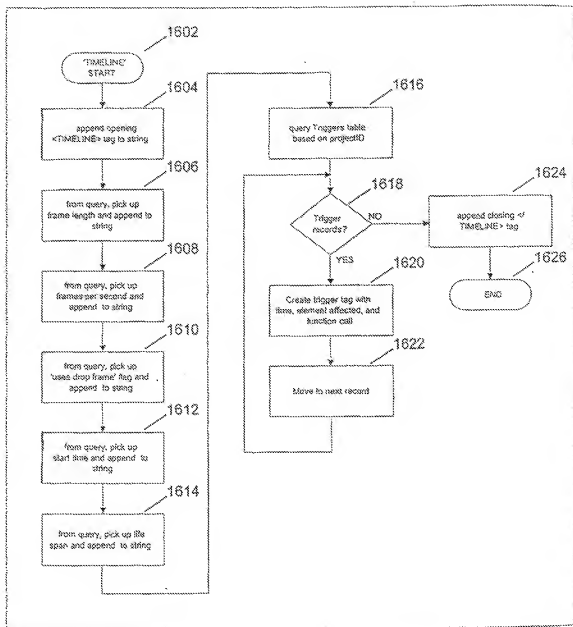 1602
'TIMELINE'
START
1604
append opening
<TIMELINE> tag to string
1606
from query, pick up
frame length and append to
string
1608
from query, pick up
frames per second and
append to string
1610
from query, pick up
'uses drop frame' flag and
append to string
1612
from query, pick up
start time and append to
string
1614
from query, pick up life
span and append to string
1616
query Triggers table
based on projectID
1618
Trigger
records?
NO
YES
1620
Create trigger tag with
time, element affected, and
function call
1622
Move to next record
1624
append closing </
TIMELINE> tag
1626
END